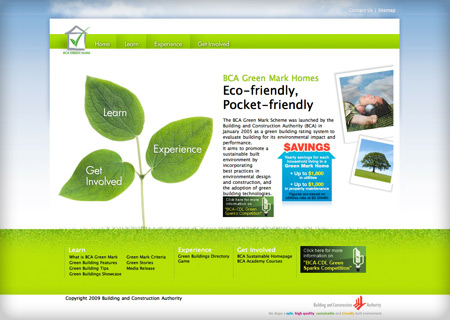 Contact Us | Sitemap
Home Learn Experience Get Involved
BCA GREEN MARK
Learn
Experience
Get
Involved
BCA Green Mark Homes
Eco-friendly,
Pocket-friendly
The BCA Green Mark Scheme was launched by the
Building and Construction Authority (BCA) in
January 2005 as a green building rating system to
evaluate building for its environmental impact and
performance.
It aims to promote a
sustainable built
environment by
incorporating
best practices in
environmental design
and construction, and
the adoption of green
building technologies.
SAVINGS
Yearly savings for each
household living in a
Green Mark Home
• Up to $1,800
in utilities
• Up to $1,000
in property maintenance
Click here for more
information on
"BCA-CDL Green
Sparks Competition"
Learn
What is BCA Green Mark
Green Building Features
Green Building Tips
Green Buildings Showcase
Green Mark Criteria
Green Stories
Media Release
Experience
Green Buildings Directory
Game
Get Involved
BCA Sustainable Homepage
BCA Academy Courses
Click here for more
information on
"BCA-CDL Green
Sparks Competition"
Copyright 2009 Building and Construction Authority
Building and Construction Authority
We shape a safe, high quality, sustainable and friendly built environment